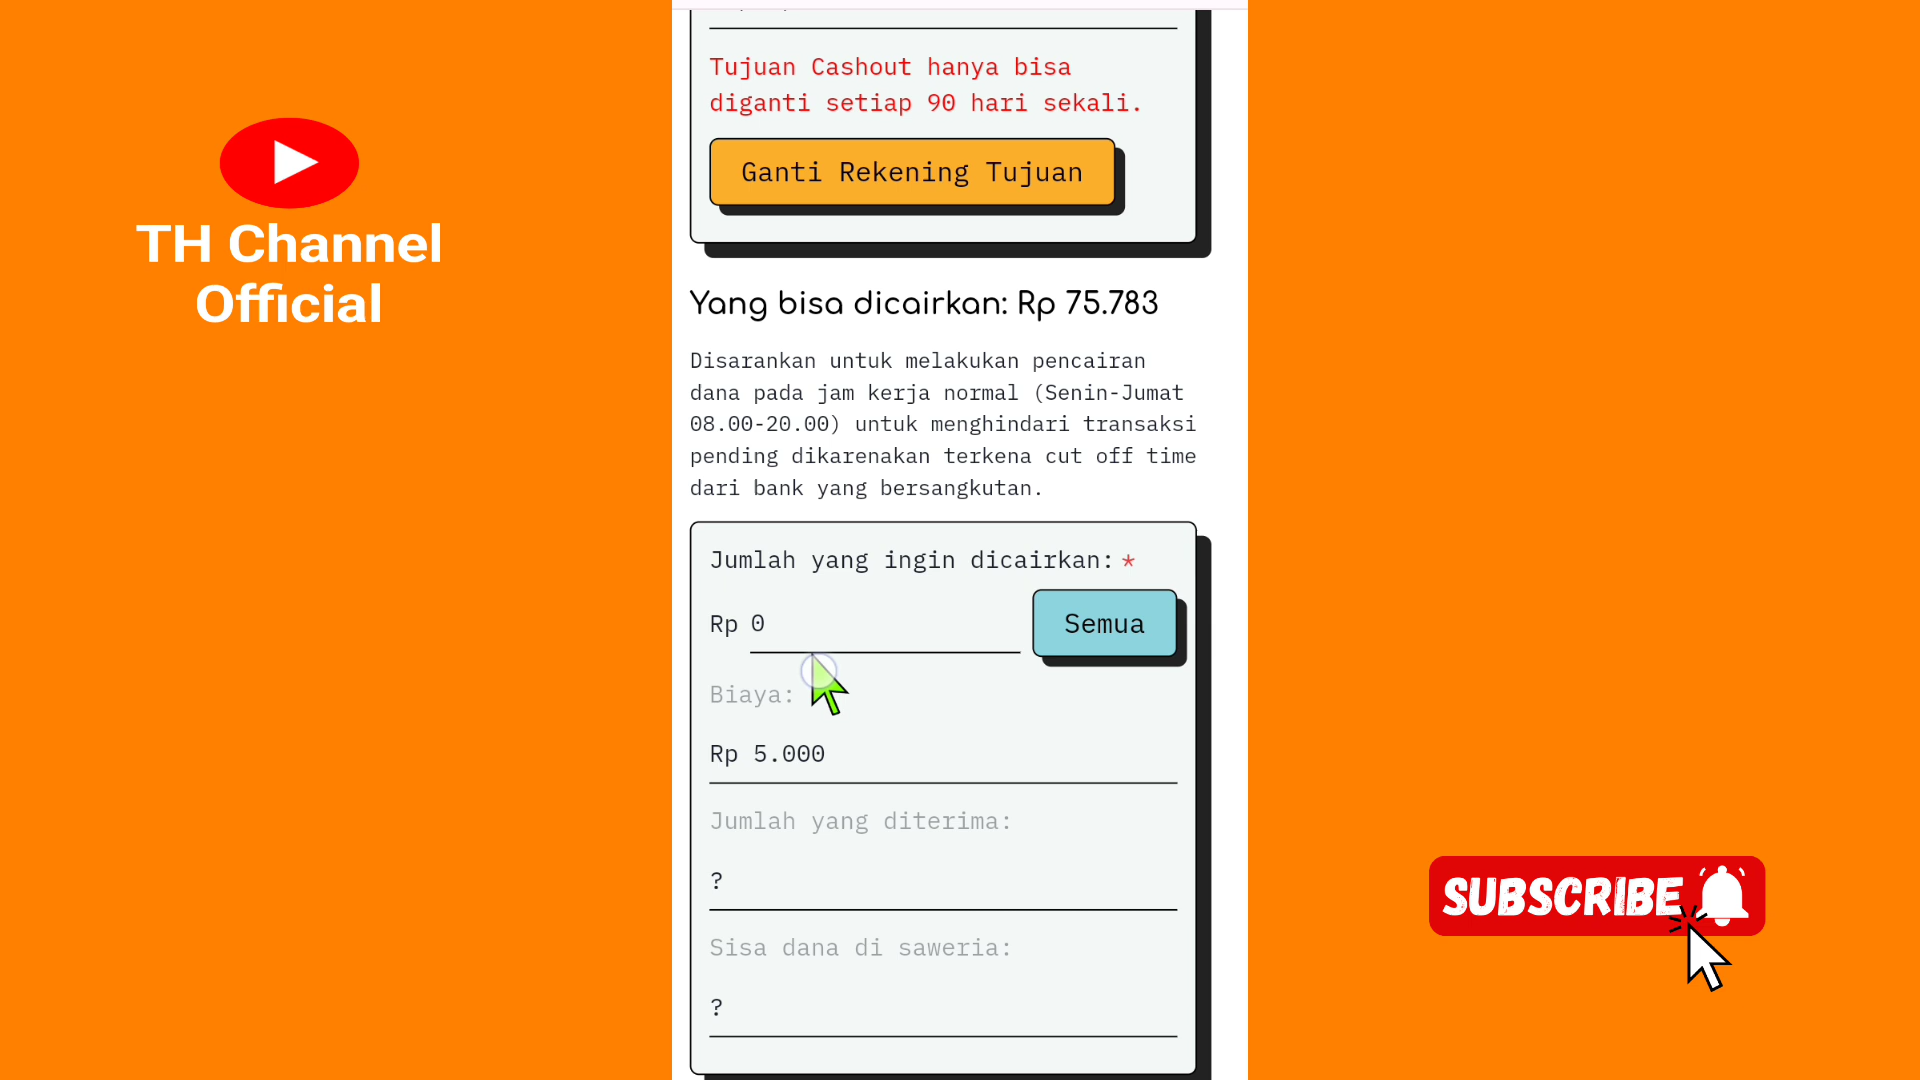 TH Channel
Official
Tujuan Cashout hanya bisa
diganti setiap 90 hari sekali.
Ganti Rekening Tujuan
Yang bisa dicairkan: Rp 75.783
Disarankan untuk melakukan pencairan
dana pada jam kerja normal (Senin-Jumat
08.00-20.00) untuk menghindari transaksi
pending dikarenakan terkena cut off time
dari bank yang bersangkutan.
Jumlah yang ingin dicairkan: *
Rp 0
Semua
Biaya:
Rp 5.000
Jumlah yang diterima:
?
Sisa dana di saweria:
?
SUBSCRIBE